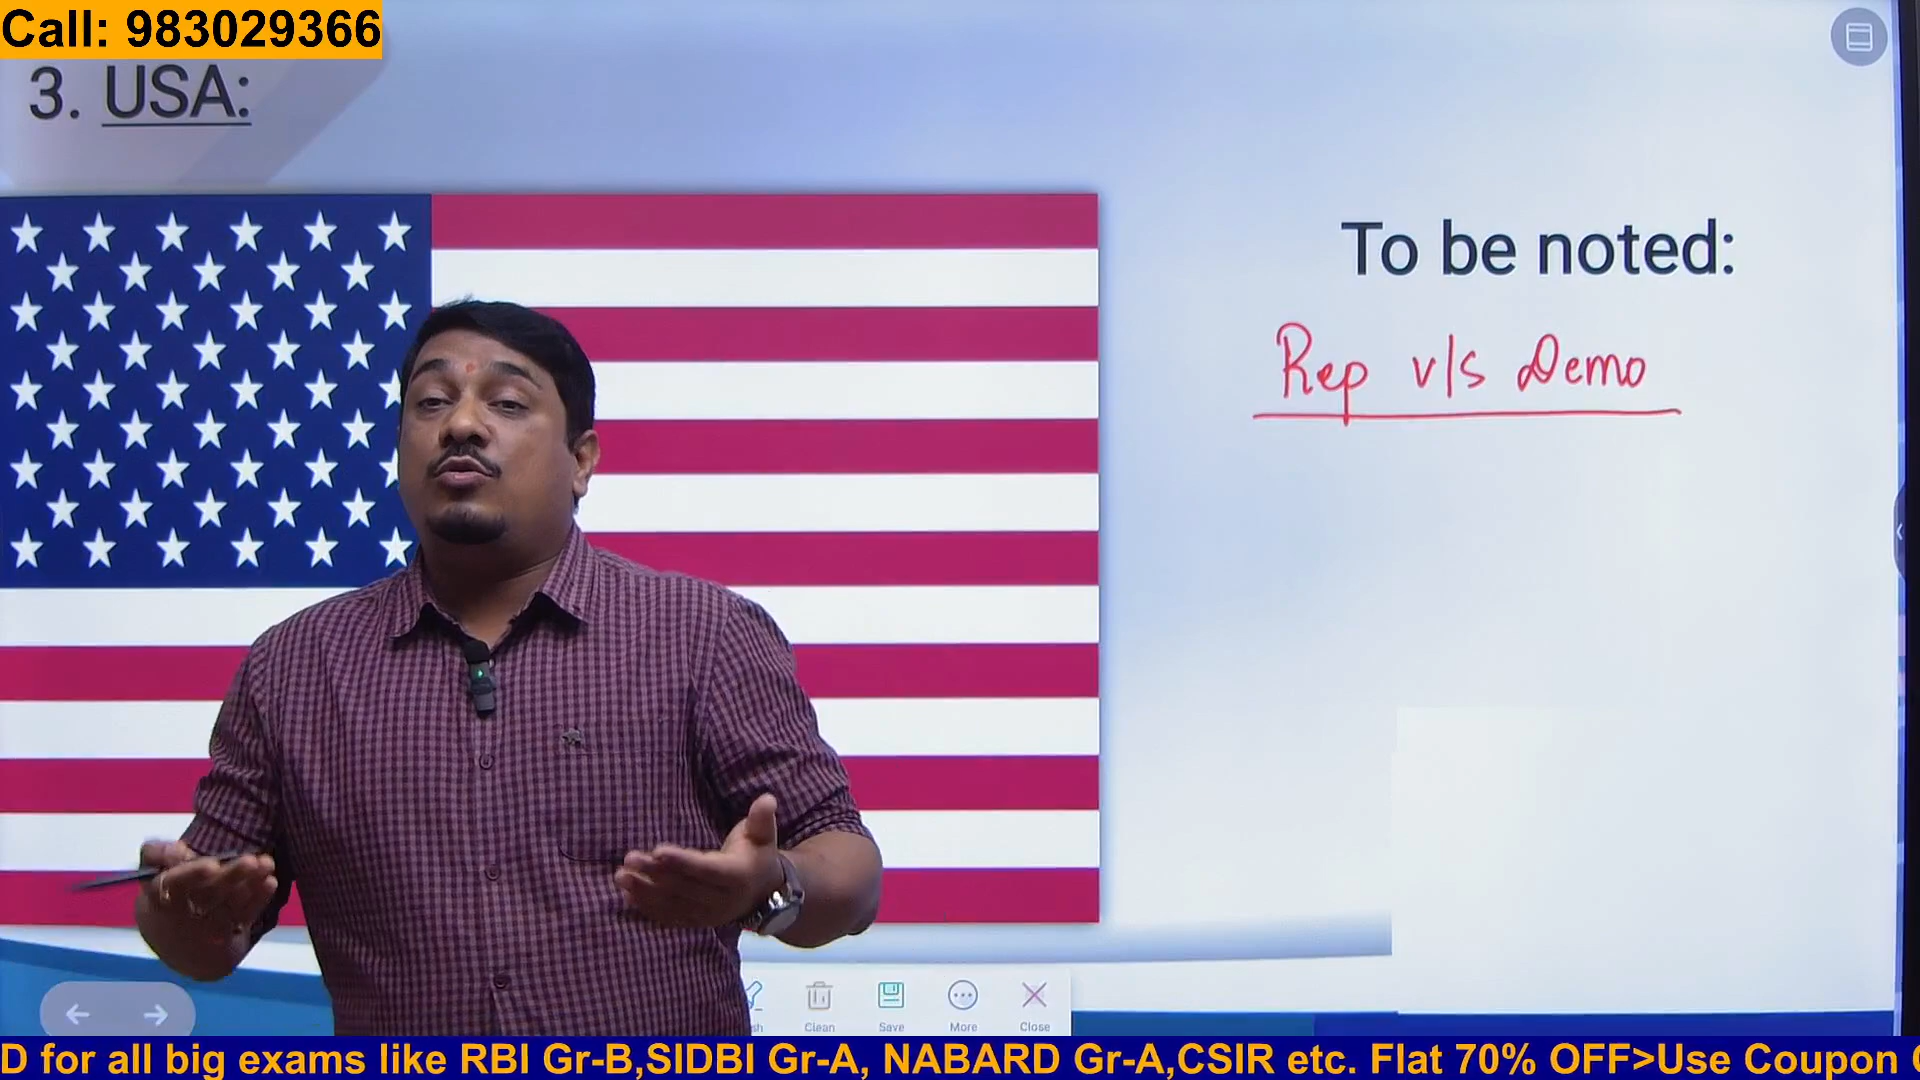 Call: 983029366
3. USA:
To be noted:
Rep v/s Demo
Clean
Save
More
Close
D for all big exams like RBI Gr-B,SIDBI Gr-A, NABARD Gr-A,CSIR etc. Flat 70% OFF>Use Coupon